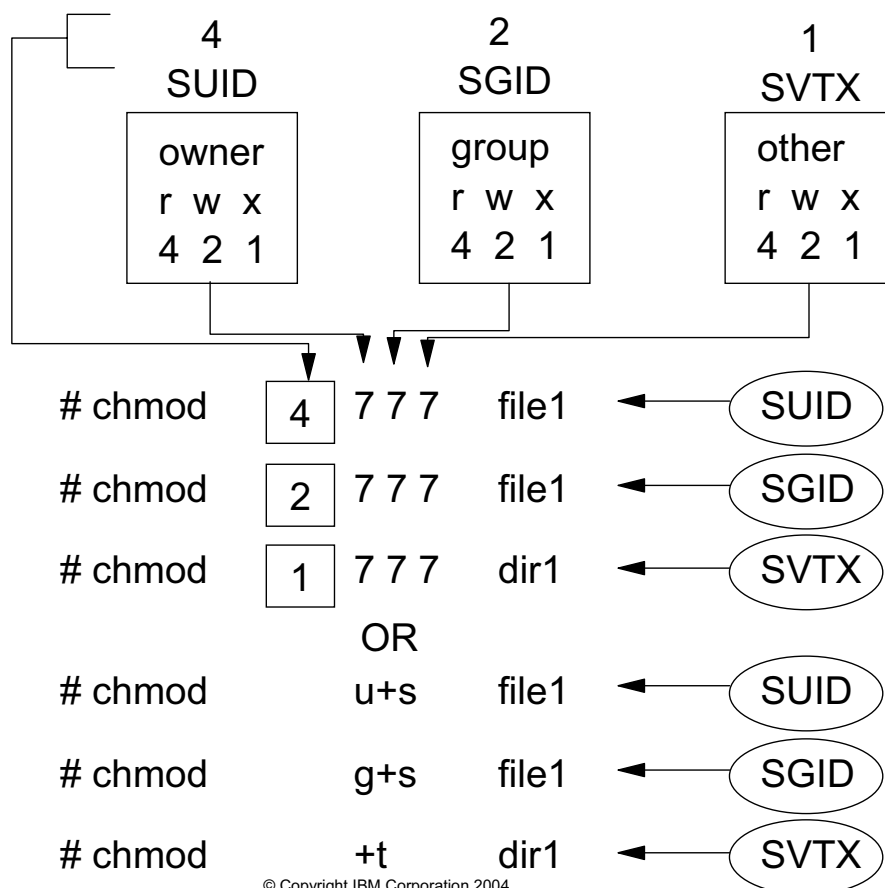 4 2 1
SUID SGID SVTX
owner group other
r w x r w x r w x
4 2 1 4 2 1 4 2 1
# chmod 4 7 7 7 file1 SUID
# chmod 2 7 7 7 file1 SGID
# chmod 1 7 7 7 dir1 SVTX
OR
# chmod u+s file1 SUID
# chmod g+s file1 SGID
# chmod +t dir1 SVTX
© Copyright IBM Corporation 2004